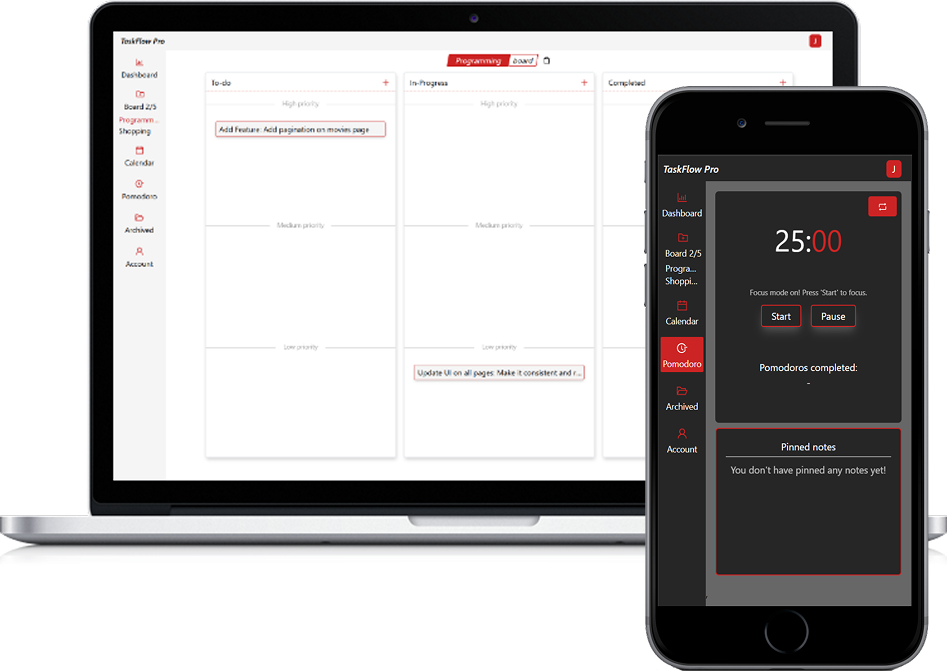 TaskFlow Pro
J
Dashboard
Board 2/5
Programm...
Shopping
Calendar
Pomodoro
Archived
Account
Programming board
To-do
High priority
Add Feature: Add pagination on movies page
Medium priority
Low priority
In-Progress
High priority
Medium priority
Low priority
Update UI on all pages: Make it consistent and r...
Completed
TaskFlow Pro
J
Dashboard
Board 2/5
Progra...
Shoppi...
Calendar
Pomodoro
Archived
Account
25:00
Focus mode on! Press 'Start' to focus.
Start
Pause
Pomodoros completed:
-
Pinned notes
You don't have pinned any notes yet!